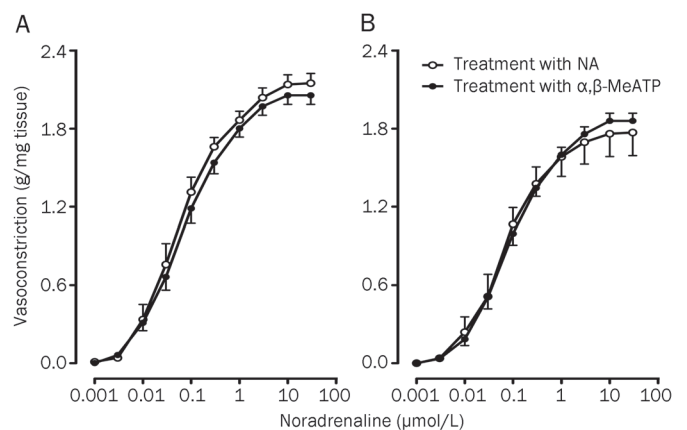 A
B
Vasoconstriction (g/mg tissue)
2.4
1.8
1.2
0.6
0.0
2.4
1.8
1.2
0.6
0.0
Treatment with NA
Treatment with α,β-MeATP
0.001 0.01 0.1 1 10 100
0.001 0.01 0.1 1 10 100
Noradrenaline (μmol/L)